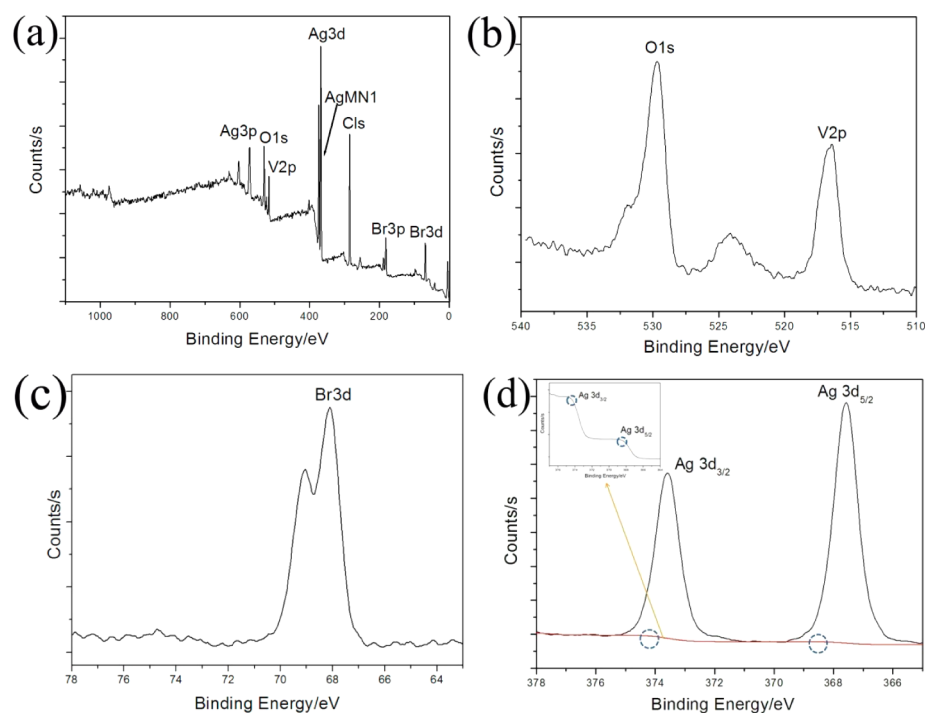 (a)
Ag3d
AgMN1
Cls
Ag3p
O1s
V2p
Br3p
Br3d
Counts/s
1000
800
600
400
200
0
Binding Energy/eV
(b)
O1s
V2p
Counts/s
540
530
525
520
515
510
Binding Energy/eV
(c)
Br3d
Counts/s
78
76
74
72
70
68
66
64
Binding Energy/eV
(d)
Ag 3d3/2
Ag 3d5/2
Counts/s
Binding Energy/eV
Ag 3d3/2
Ag 3d5/2
Counts/s
378
376
374
372
370
368
366
Binding Energy/eV